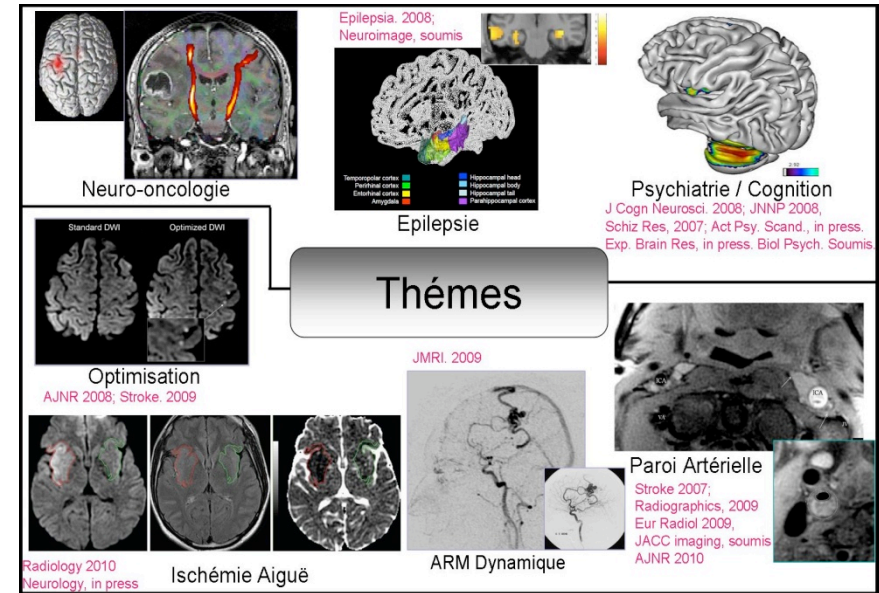 Neuro-oncologie
Epilepsia. 2008;
Neuroimage, soumis
Temporopolar cortex
Perirhinal cortex
Entorhinal cortex
Amygdala
Hippocampal head
Hippocampal body
Hippocampal tail
Parahippocampal cortex
Epilepsie
Psychiatrie / Cognition
J Cogn Neurosci. 2008; JNNP 2008,
Schiz Res, 2007; Act Psy. Scand., in press.
Exp. Brain Res, in press. Biol Psych. Soumis.
Thémes
Standard DWI
Optimized DWI
Optimisation
AJNR 2008; Stroke. 2009
Radiology 2010
Neurology, in press
Ischémie Aiguë
JMRI. 2009
ARM Dynamique
ICA
VA
ICA
Paroi Artérielle
Stroke 2007;
Radiographics, 2009
Eur Radiol 2009,
JACC imaging, soumis
AJNR 2010